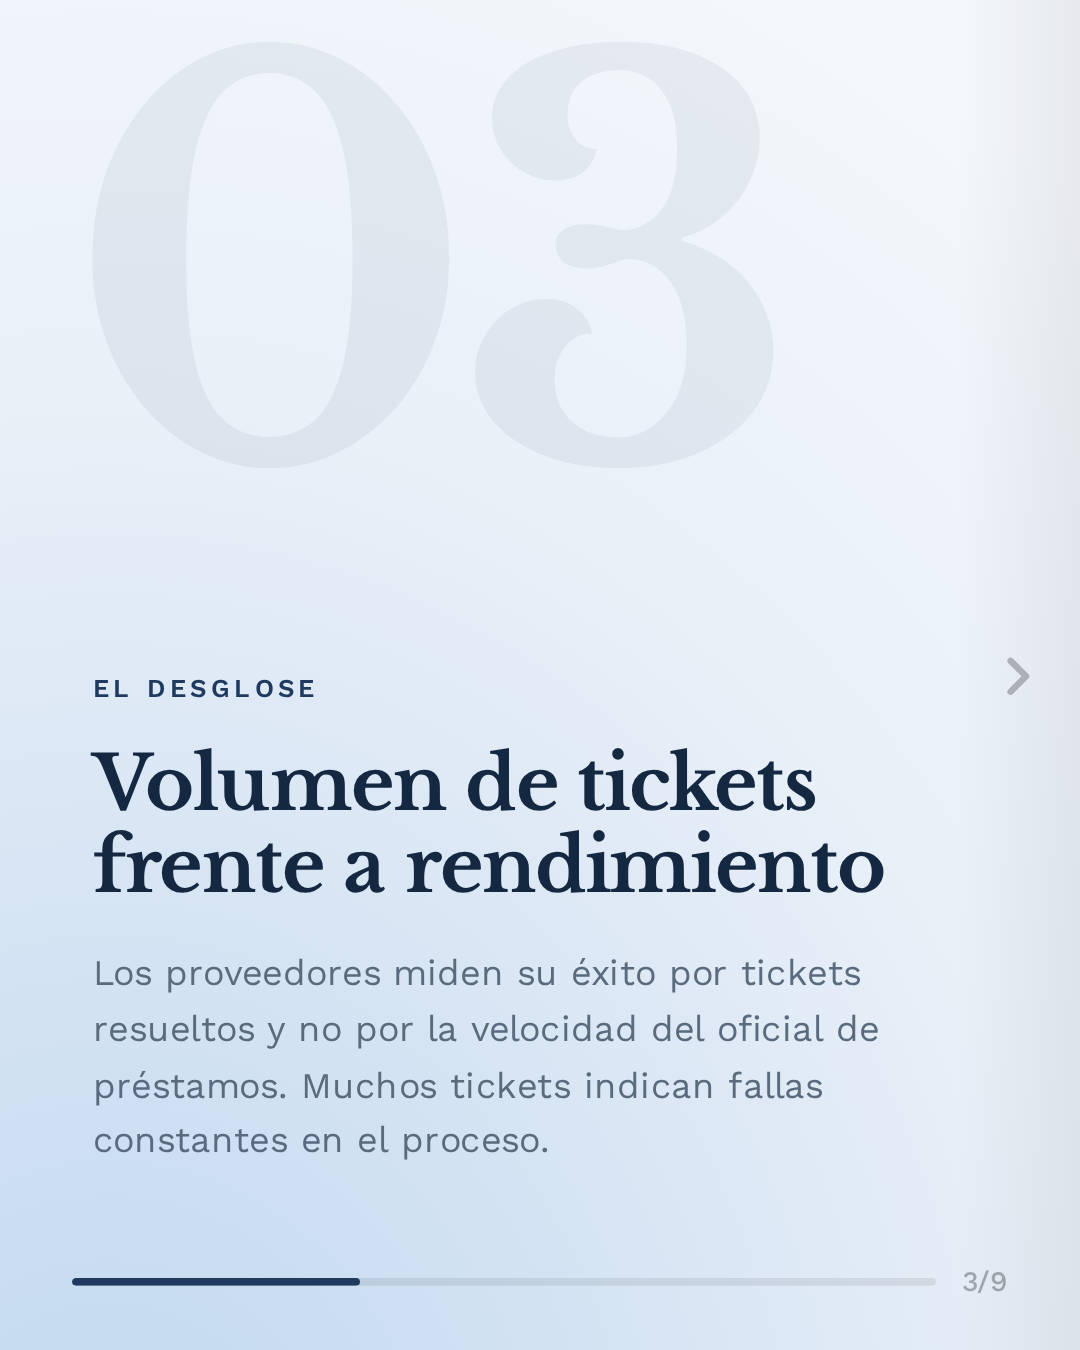 03
EL DESGLOSE
Volumen de tickets
frente a rendimiento
Los proveedores miden su éxito por tickets
resueltos y no por la velocidad del oficial de
préstamos. Muchos tickets indican fallas
constantes en el proceso.
3/9